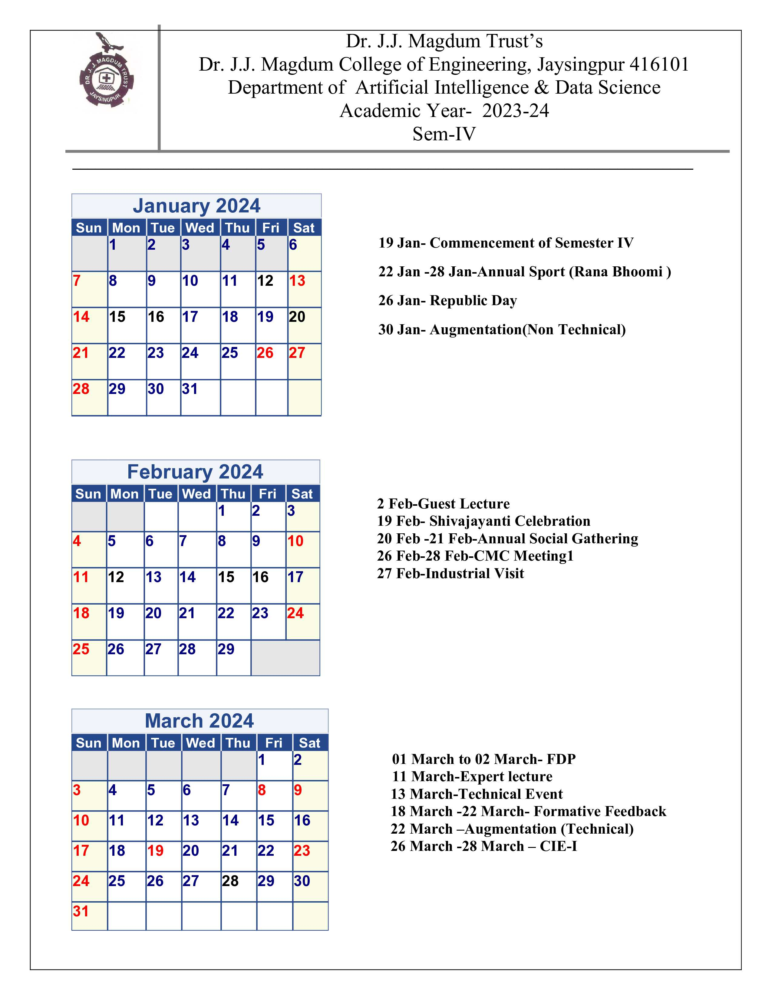 DR. J. J. MAGDUM TRUST
JAYSINGPUR
Dr. J.J. Magdum Trust’s
Dr. J.J. Magdum College of Engineering, Jaysingpur 416101
Department of  Artificial Intelligence & Data Science
Academic Year-  2023-24
Sem-IV
January 2024
Sun Mon Tue Wed Thu Fri Sat
1 2 3 4 5 6
7 8 9 10 11 12 13
14 15 16 17 18 19 20
21 22 23 24 25 26 27
28 29 30 31
19 Jan- Commencement of Semester IV
22 Jan -28 Jan-Annual Sport (Rana Bhoomi )
26 Jan- Republic Day
30 Jan- Augmentation(Non Technical)
February 2024
Sun Mon Tue Wed Thu Fri Sat
1 2 3
4 5 6 7 8 9 10
11 12 13 14 15 16 17
18 19 20 21 22 23 24
25 26 27 28 29
2 Feb-Guest Lecture
19 Feb- Shivajayanti Celebration
20 Feb -21 Feb-Annual Social Gathering
26 Feb-28 Feb-CMC Meeting1
27 Feb-Industrial Visit
March 2024
Sun Mon Tue Wed Thu Fri Sat
1 2
3 4 5 6 7 8 9
10 11 12 13 14 15 16
17 18 19 20 21 22 23
24 25 26 27 28 29 30
31
01 March to 02 March- FDP
11 March-Expert lecture
13 March-Technical Event
18 March -22 March- Formative Feedback
22 March –Augmentation (Technical)
26 March -28 March – CIE-I